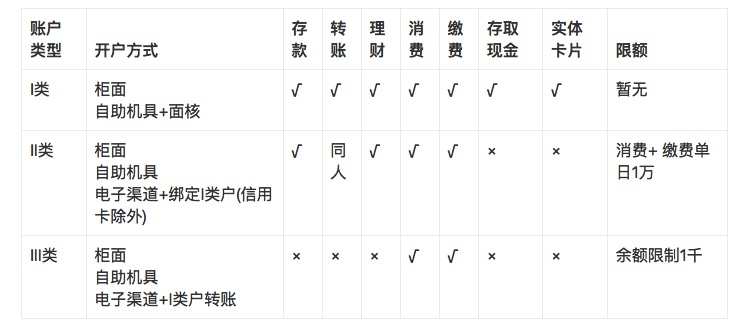 账户类型 开户方式 存款 转账 理财 消费 缴费 存取现金 实体卡片 限额
I类 柜面 √ √ √ √ √ √ √ 暂无
自助机具+面核
II类 柜面 √ 同人 √ √ √ × × 消费+ 缴费单日1万
自助机具
电子渠道+绑定I类户(信用
卡除外)
III类 柜面 × × × √ √ × × 余额限制1千
自助机具
电子渠道+I类户转账